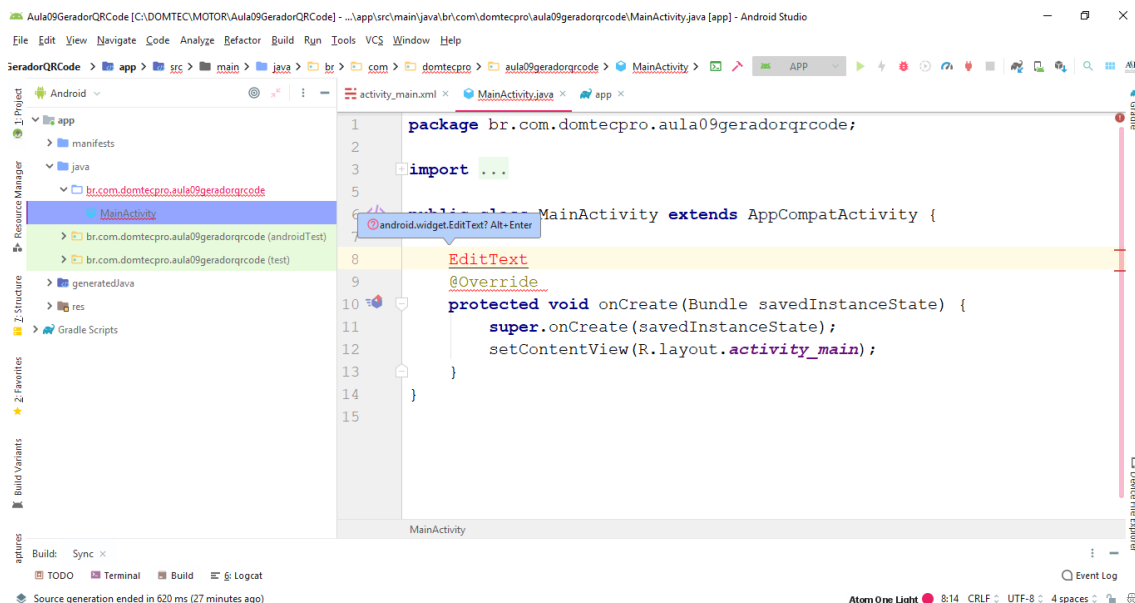 Aula09GeradorQRCode [C:\DOMTEC\MOTOR\Aula09GeradorQRCode] - ...\app\src\main\java\br\com\domtecpro\aula09geradorqrcode\MainActivity.java [app] - Android Studio
File Edit View Navigate Code Analyze Refactor Build Run Tools VCS Window Help
GeradorQRCode app src main java br com domtecpro aula09geradorqrcode MainActivity APP
Android
activity_main.xml MainActivity.java app
1: Project
Resource Manager
7: Structure
2: Favorites
Build Variants
aptures
app
manifests
java
br.com.domtecpro.aula09geradorqrcode
MainActivity
br.com.domtecpro.aula09geradorqrcode (androidTest)
br.com.domtecpro.aula09geradorqrcode (test)
generatedJava
res
Gradle Scripts
1 package br.com.domtecpro.aula09geradorqrcode;
2
3 import ...
5
6 public class MainActivity extends AppCompatActivity {
android.widget.EditText? Alt+Enter
7
8 EditText
9 @Override
10 protected void onCreate(Bundle savedInstanceState) {
11 super.onCreate(savedInstanceState);
12 setContentView(R.layout.activity_main);
13 }
14 }
15
MainActivity
Gradle
Device File Explorer
Build: Sync
TODO Terminal Build 6: Logcat Event Log
Source generation ended in 620 ms (27 minutes ago) Atom One Light 8:14 CRLF UTF-8 4 spaces